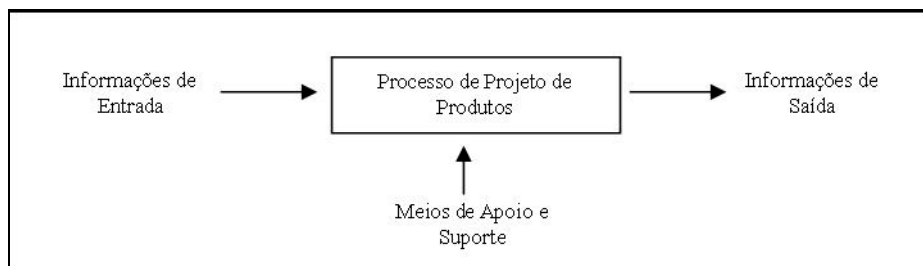 Informações de
Entrada
Processo de Projeto de
Produtos
Informações de
Saída
Meios de Apoio e
Suporte